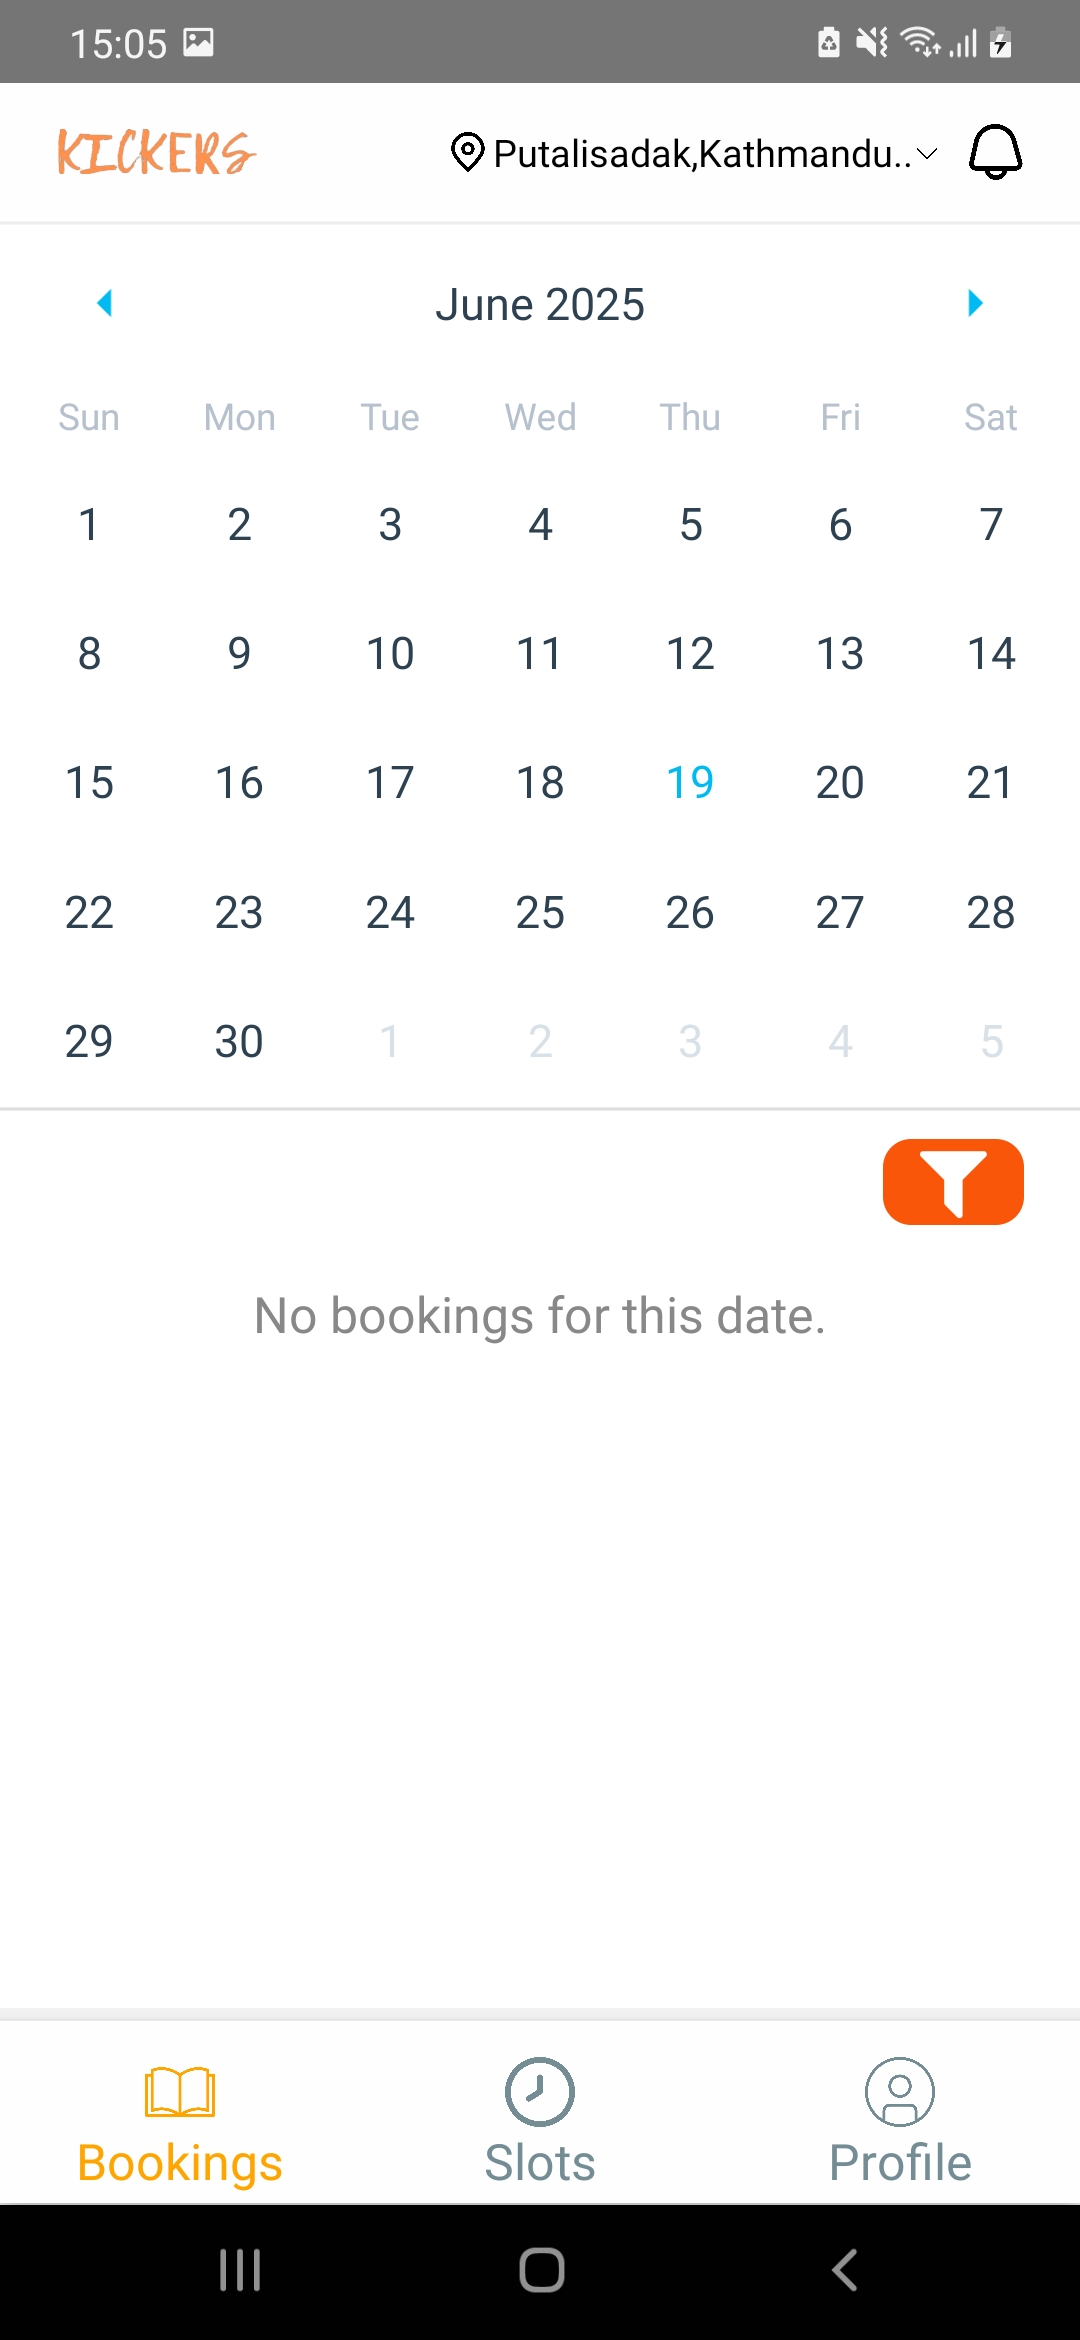 15:05
KICKERS Putalisadak,Kathmandu..
June 2025
Sun Mon Tue Wed Thu Fri Sat
1 2 3 4 5 6 7
8 9 10 11 12 13 14
15 16 17 18 19 20 21
22 23 24 25 26 27 28
29 30 1 2 3 4 5
No bookings for this date.
Bookings Slots Profile